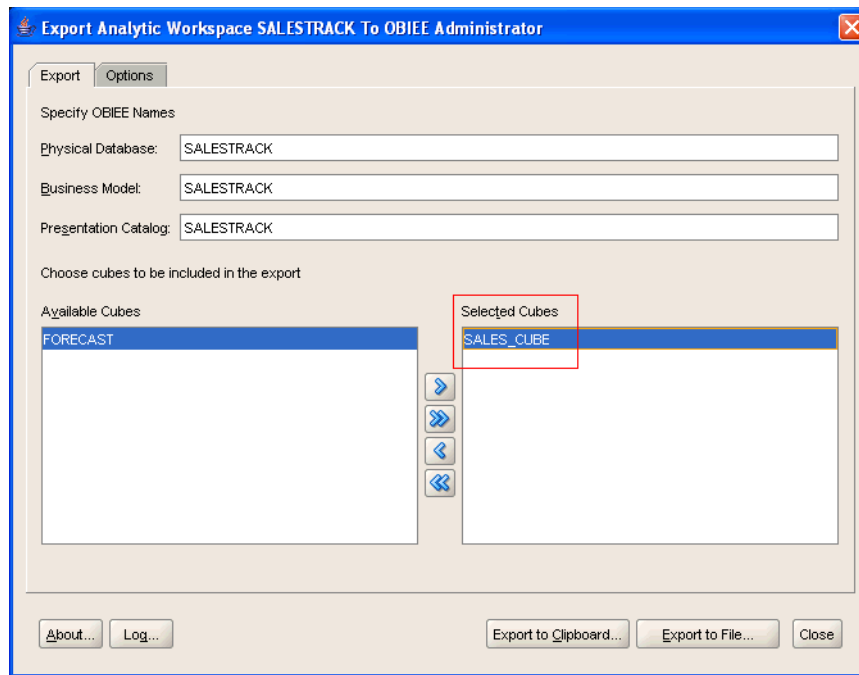 Export Analytic Workspace SALESTRACK To OBIEE Administrator
Export Options
Specify OBIEE Names
Physical Database: SALESTRACK
Business Model: SALESTRACK
Presentation Catalog: SALESTRACK
Choose cubes to be included in the export
Available Cubes Selected Cubes
FORECAST SALES_CUBE
About... Log... Export to Clipboard... Export to File... Close